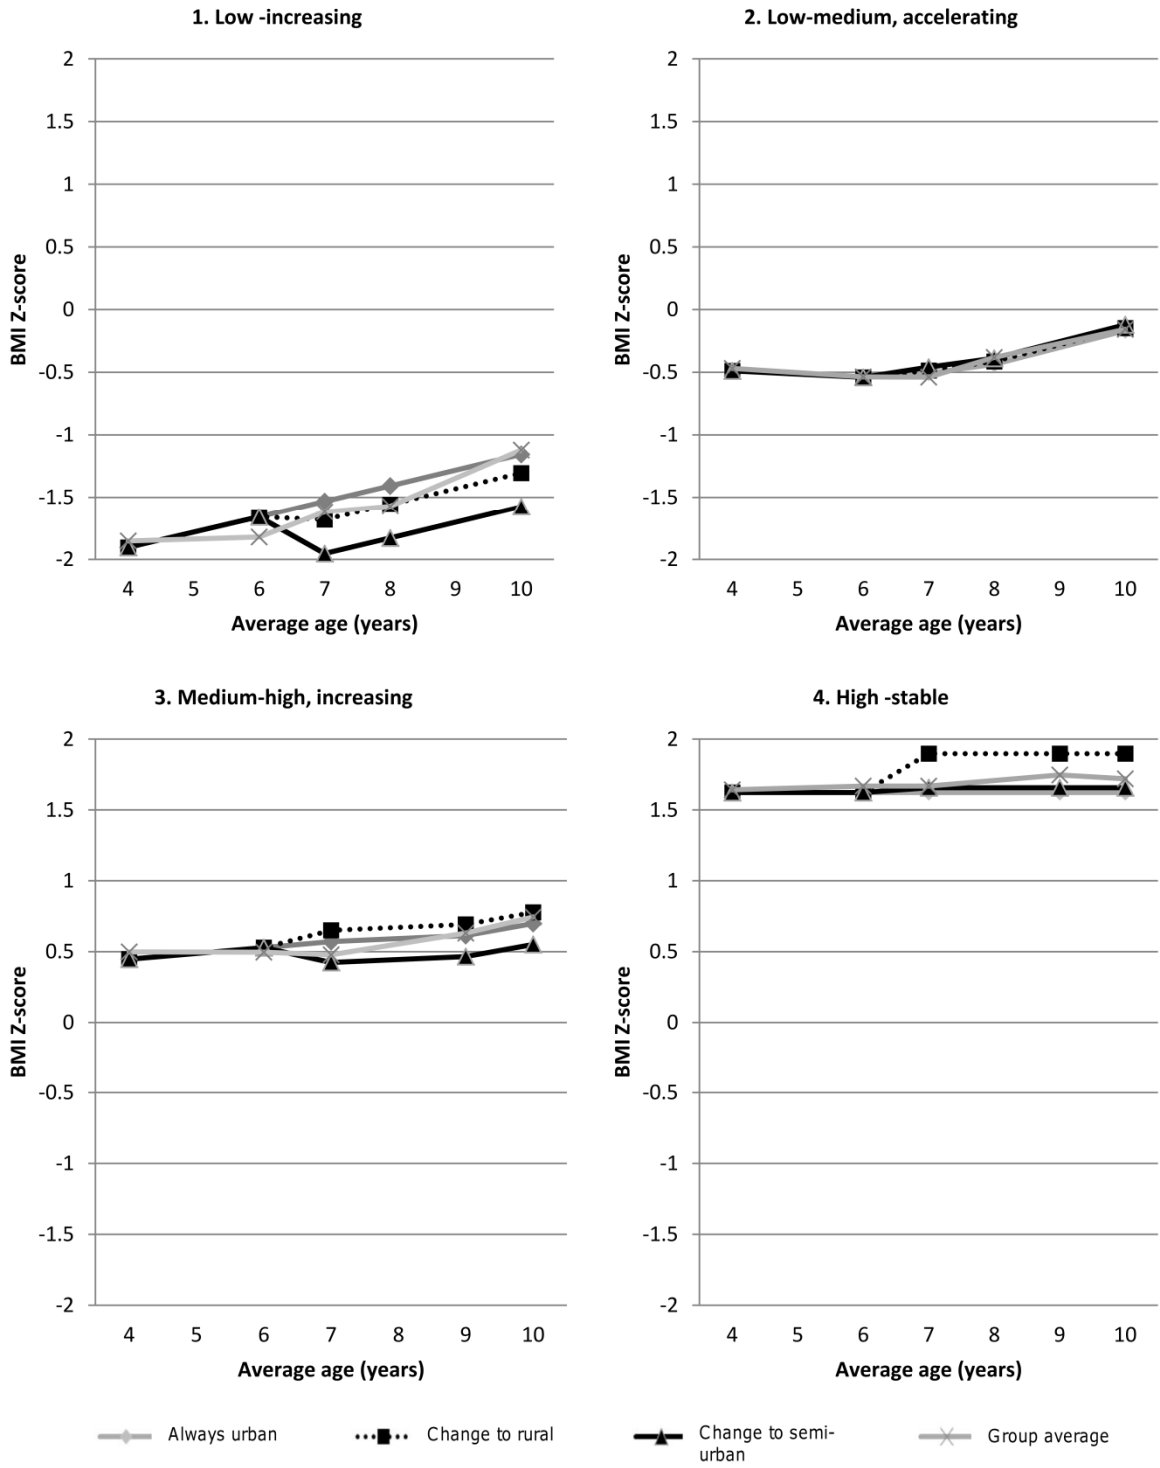 1. Low -increasing
2
1.5
1
0.5
0
-0.5
-1
-1.5
-2
BMI Z-score
4 5 6 7 8 9 10
Average age (years)
2. Low-medium, accelerating
2
1.5
1
0.5
0
-0.5
-1
-1.5
-2
BMI Z-score
4 5 6 7 8 9 10
Average age (years)
3. Medium-high, increasing
2
1.5
1
0.5
0
-0.5
-1
-1.5
-2
BMI Z-score
4 5 6 7 8 9 10
Average age (years)
4. High -stable
2
1.5
1
0.5
0
-0.5
-1
-1.5
-2
BMI Z-score
4 5 6 7 8 9 10
Average age (years)
Always urban
Change to rural
Change to semi-
urban
Group average